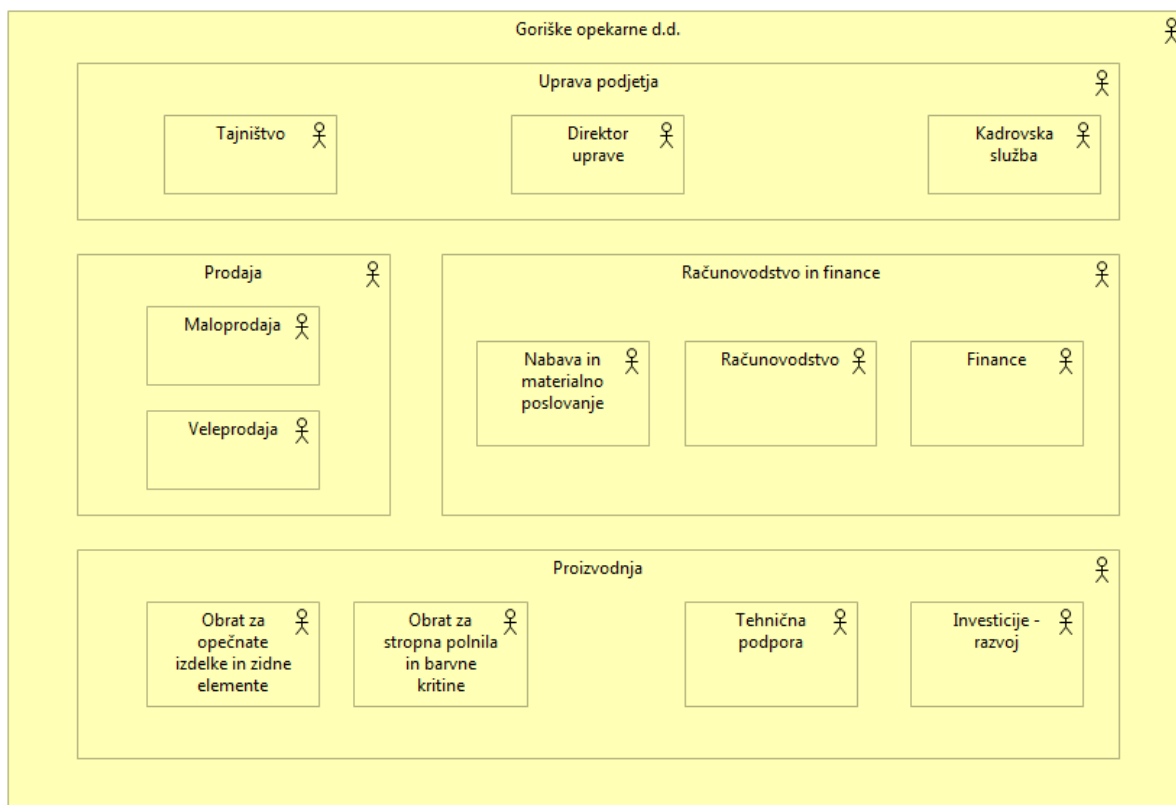 Goriške opekarne d.d.
Uprava podjetja
Tajništvo
Direktor
uprave
Kadrovska
služba
Prodaja
Maloprodaja
Veleprodaja
Računovodstvo in finance
Nabava in
materialno
poslovanje
Računovodstvo
Finance
Proizvodnja
Obrat za
opečnate
izdelke in zidne
elemente
Obrat za
stropna polnila
in barvne
kritine
Tehnična
podpora
Investicije -
razvoj